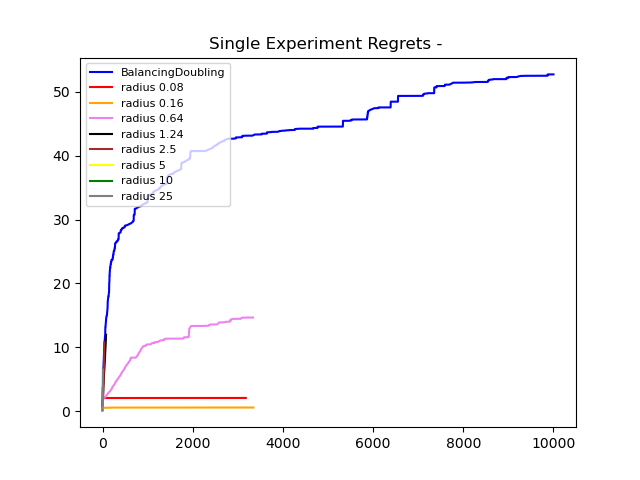 Single Experiment Regrets -
BalancingDoubling
radius 0.08
radius 0.16
radius 0.64
radius 1.24
radius 2.5
radius 5
radius 10
radius 25
50
40
30
20
10
0
0 2000 4000 6000 8000 10000